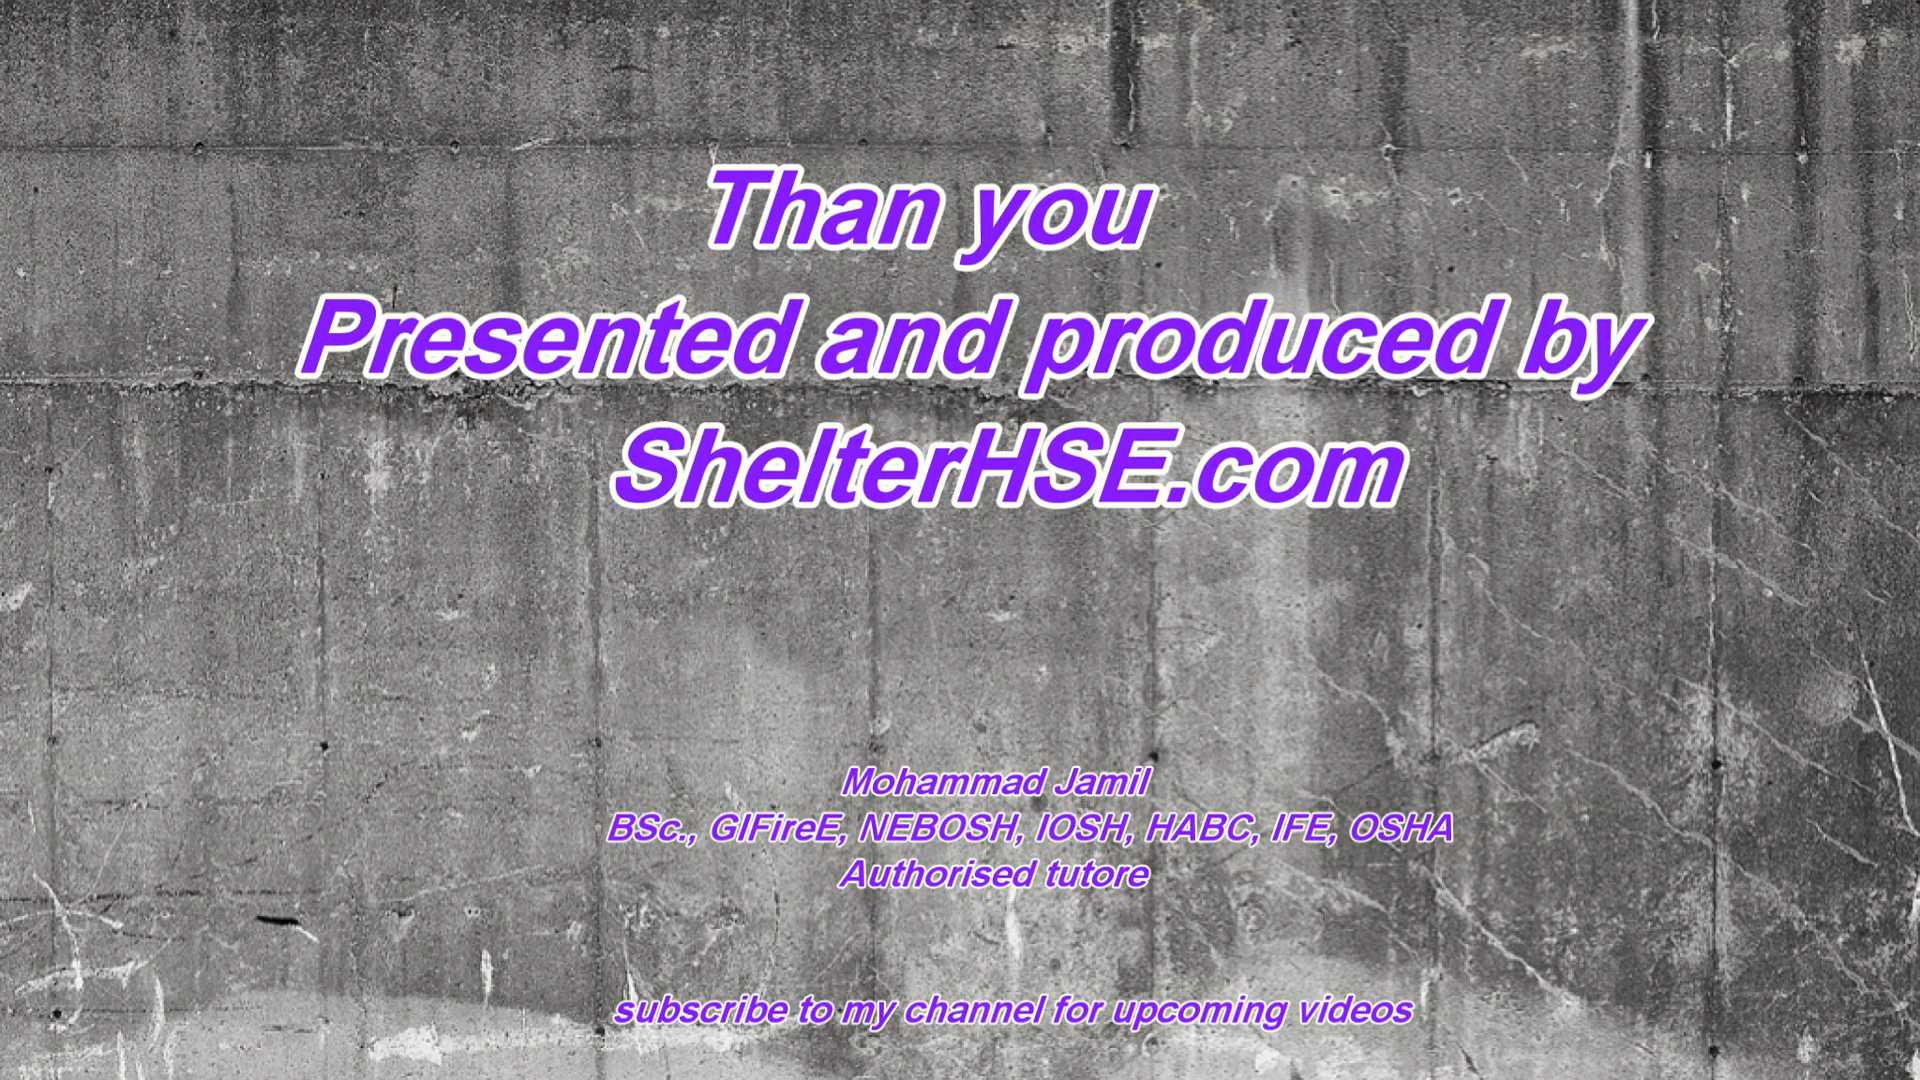 Than you
Presented and produced by
ShelterHSE.com
Mohammad Jamil
BSc., GIFireE, NEBOSH, IOSH, HABC, IFE, OSHA
Authorised tutore
subscribe to my channel for upcoming videos